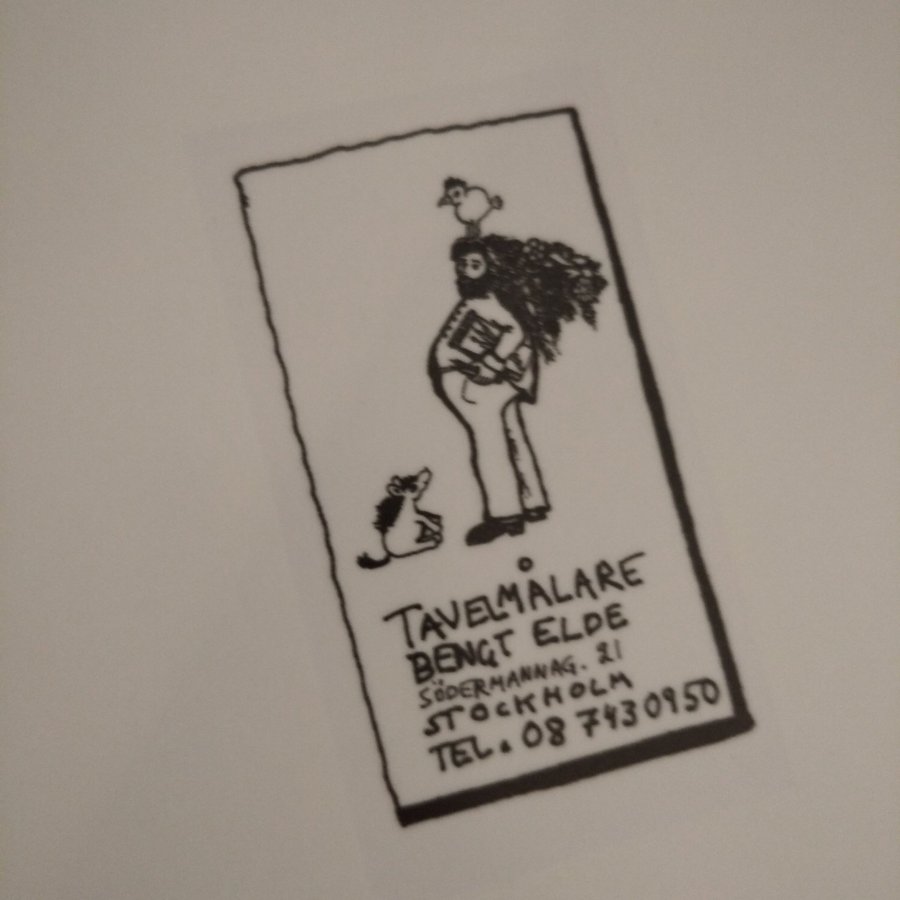 TAVELMÅLARE
BENGT ELDE
SÖDERMANNAG. 21
STOCKHOLM
TEL. 08 7430950